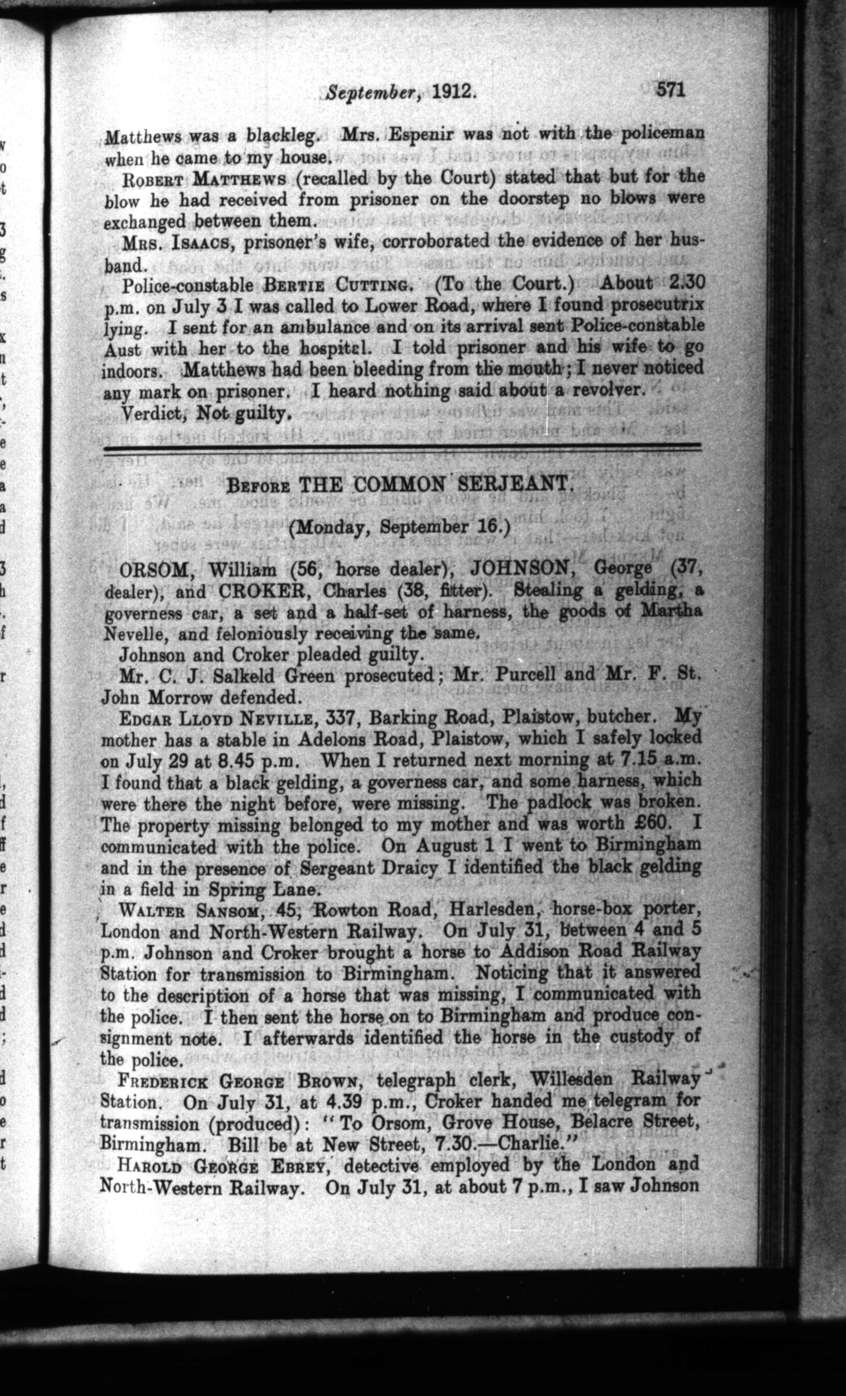 September, 1912. 571
Matthews was a blackleg. Mrs. Espenir was not with the policeman
when he came to my house.
ROBERT MATTHEWS (recalled by the Court) stated that but for the
blow he had received from prisoner on the doorstep no blows were
exchanged between them.
MRS. ISAACS, prisoner's wife, corroborated the evidence of her hus-
band.
Police-constable BERTIE CUTTING. (To the Court.) About 2.30
p.m. on July 3 I was called to Lower Road, where I found prosecutrix
lying. I sent for an ambulance and on its arrival sent Police-constable
Aust with her to the hospital. I told prisoner and his wife to go
indoors. Matthews had been bleeding from the mouth; I never noticed
any mark on prisoner. I heard nothing said about a revolver.
Verdict, Not guilty.
BEFORE THE COMMON SERJEANT.
(Monday, September 16.)
ORSOM, William (56, horse dealer), JOHNSON, George (37,
dealer), and CROKER, Charles (38, fitter). Stealing a gelding, a
governess car, a set and a half-set of harness, the goods of Martha
Nevelle, and feloniously receiving the same.
Johnson and Croker pleaded guilty.
Mr. C. J. Salkeld Green prosecuted; Mr. Purcell and Mr. F. St.
John Morrow defended.
EDGAR LLOYD NEVILLE, 337, Barking Road, Plaistow, butcher. My
mother has a stable in Adelons Road, Plaistow, which I safely locked
on July 29 at 8.45 p.m. When I returned next morning at 7.15 a.m.
I found that a black gelding, a governess car, and some harness, which
were there the night before, were missing. The padlock was broken.
The property missing belonged to my mother and was worth £60. I
communicated with the police. On August 1 I went to Birmingham
and in the presence of Sergeant Draicy I identified the black gelding
in a field in Spring Lane.
WALTER SANSOM, 45, Rowton Road, Harlesden, horse-box porter,
London and North-Western Railway. On July 31, between 4 and 5
p.m. Johnson and Croker brought a horse to Addison Road Railway
Station for transmission to Birmingham. Noticing that it answered
to the description of a horse that was missing, I communicated with
the police. I then sent the horse on to Birmingham and produce con-
signment note. I afterwards identified the horse in the custody of
the police.
FREDERICK GEORGE BROWN, telegraph clerk, Willesden Railway
Station. On July 31, at 4.39 p.m., Croker handed me telegram for
transmission (produced): "To Orsom, Grove House, Belacre Street,
Birmingham. Bill be at New Street, 7.30.—Charlie."
HAROLD GEORGE EBREY, detective employed by the London and
North-Western Railway. On July 31, at about 7 p.m., I saw Johnson